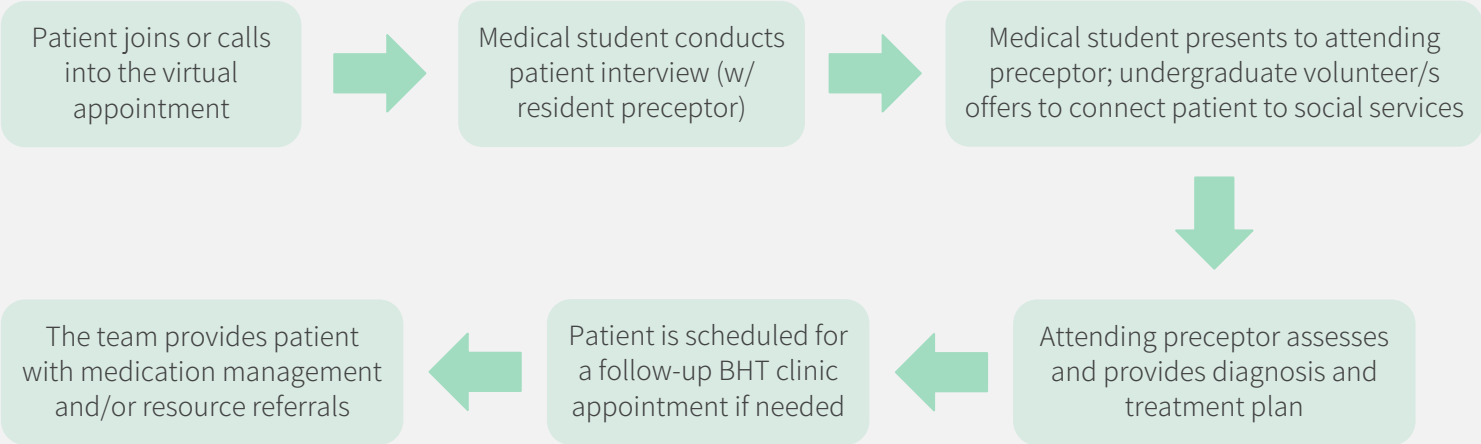 Patient joins or calls
into the virtual
appointment
Medical student conducts
patient interview (w/
resident preceptor)
Medical student presents to attending
preceptor; undergraduate volunteer/s
offers to connect patient to social services
Attending preceptor assesses
and provides diagnosis and
treatment plan
Patient is scheduled for
a follow-up BHT clinic
appointment if needed
The team provides patient
with medication management
and/or resource referrals